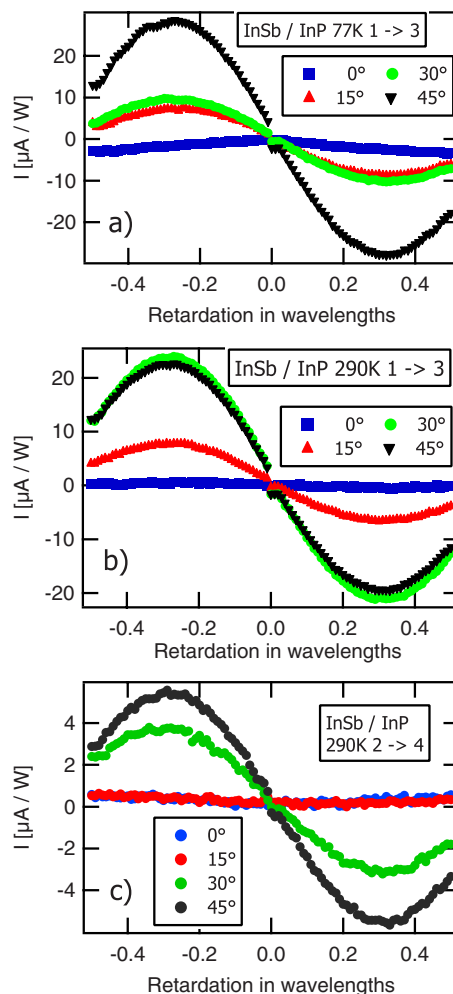 InSb / InP 77K 1 -> 3
0° 30°
15° 45°
I [µA / W]
20
10
0
-10
-20
a)
-0.4 -0.2 0.0 0.2 0.4
Retardation in wavelengths
InSb / InP 290K 1 -> 3
0° 30°
15° 45°
I [µA / W]
20
10
0
-10
-20
b)
-0.4 -0.2 0.0 0.2 0.4
Retardation in wavelengths
InSb / InP
290K 2 -> 4
I [µA / W]
4
2
0
-2
-4
0°
15°
30°
45°
c)
-0.4 -0.2 0.0 0.2 0.4
Retardation in wavelengths